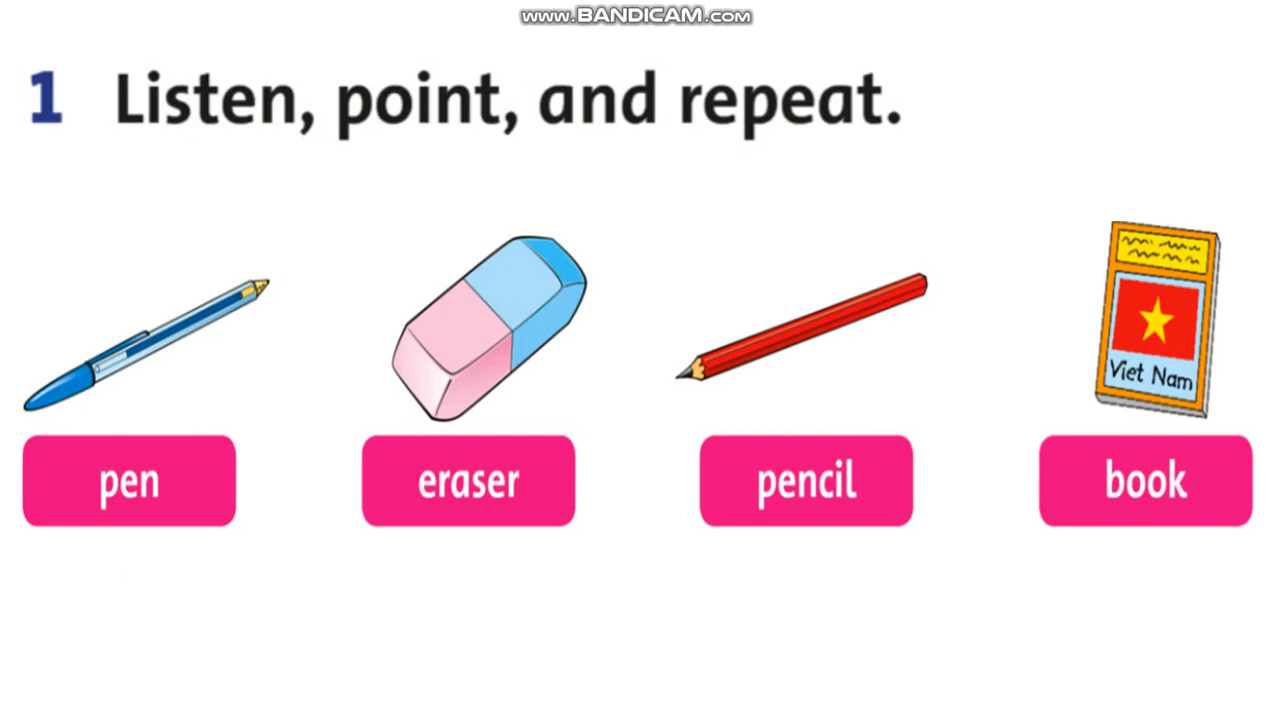 www.BANDICAM.com
1 Listen, point, and repeat.
Viet Nam
pen
eraser
pencil
book